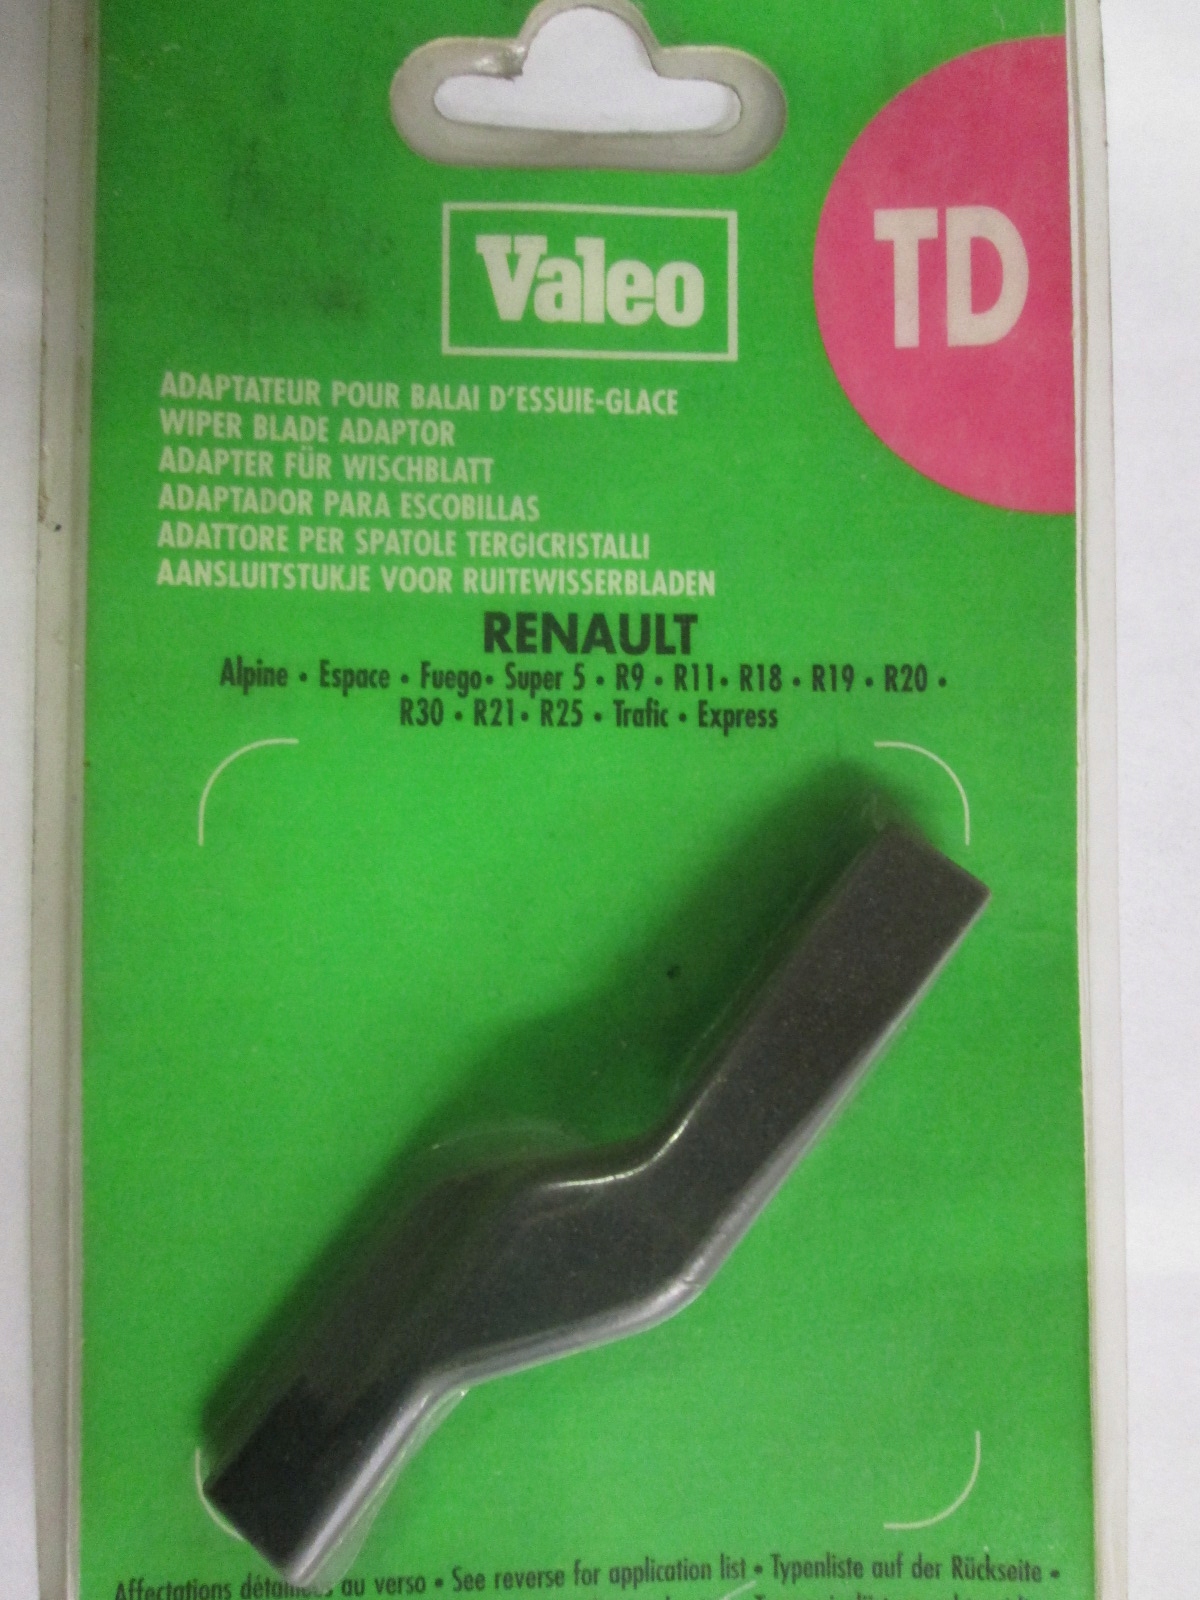 Valeo
TD
ADAPTATEUR POUR BALAI D'ESSUIE-GLACE
WIPER BLADE ADAPTOR
ADAPTER FÜR WISCHBLATT
ADAPTADOR PARA ESCOBILLAS
ADATTORE PER SPATOLE TERGICRISTALLI
AANSLUITSTUKJE VOOR RUITEWISSERBLADEN
RENAULT
Alpine • Espace • Fuego • Super 5 • R9 • R11 • R18 • R19 • R20 •
R30 • R21 • R25 • Trafic • Express
Affectations détaillées au verso • See reverse for application list • Typenliste auf der Rückseite •